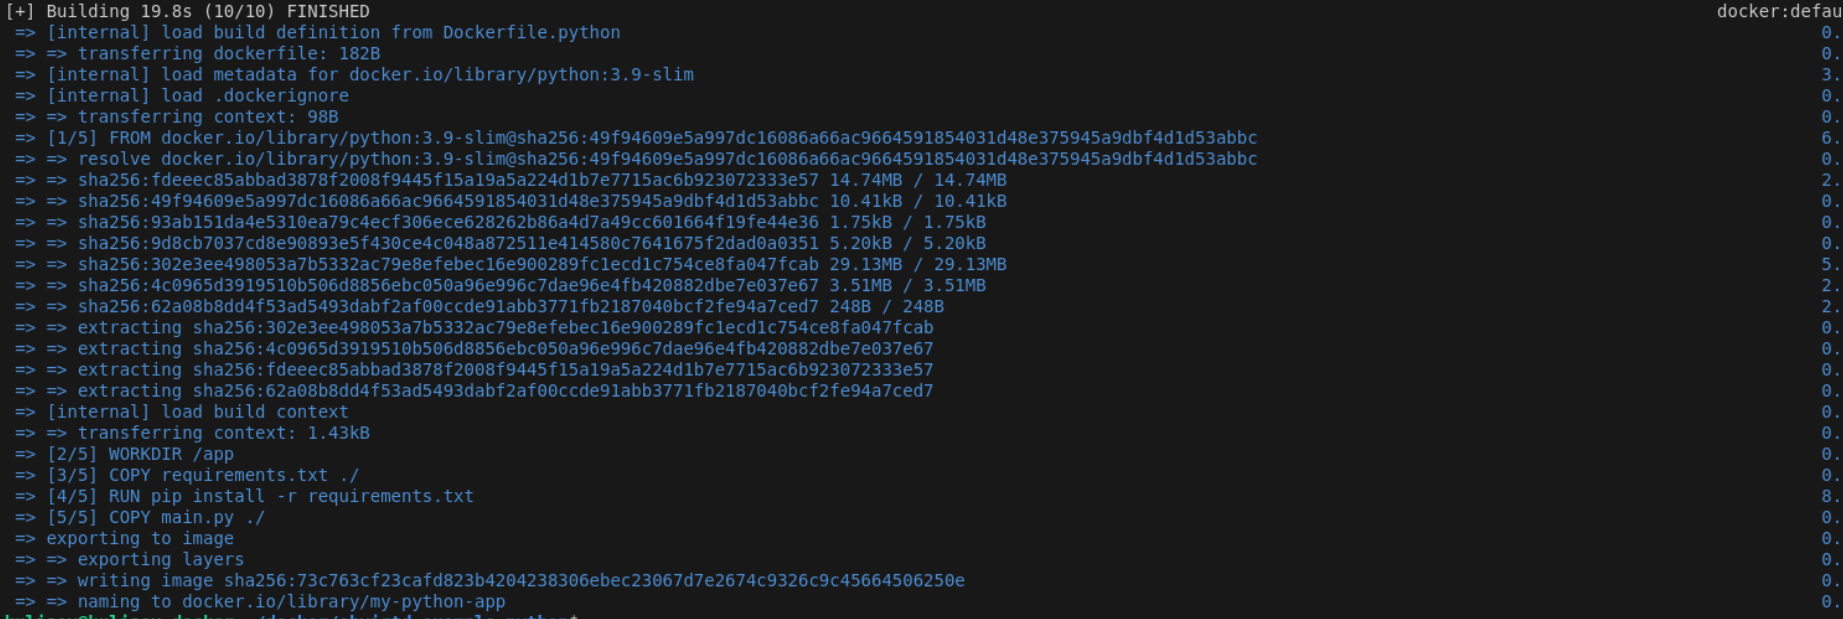 [+] Building 19.8s (10/10) FINISHED docker:defau
=> [internal] load build definition from Dockerfile.python 0.
=> => transferring dockerfile: 182B 0.
=> [internal] load metadata for docker.io/library/python:3.9-slim 3.
=> [internal] load .dockerignore 0.
=> => transferring context: 98B 0.
=> [1/5] FROM docker.io/library/python:3.9-slim@sha256:49f94609e5a997dc16086a66ac9664591854031d48e375945a9dbf4d1d53abbc 6.
=> => resolve docker.io/library/python:3.9-slim@sha256:49f94609e5a997dc16086a66ac9664591854031d48e375945a9dbf4d1d53abbc 0.
=> => sha256:fdeeec85abbad3878f2008f9445f15a19a5a224d1b7e7715ac6b923072333e57 14.74MB / 14.74MB 2.
=> => sha256:49f94609e5a997dc16086a66ac9664591854031d48e375945a9dbf4d1d53abbc 10.41kB / 10.41kB 0.
=> => sha256:93ab151da4e5310ea79c4ecf306ece628262b86a4d7a49cc601664f19fe44e36 1.75kB / 1.75kB 0.
=> => sha256:9d8cb7037cd8e90893e5f430ce4c048a872511e414580c7641675f2dad0a0351 5.20kB / 5.20kB 0.
=> => sha256:302e3ee498053a7b5332ac79e8efebec16e900289fc1ecd1c754ce8fa047fcab 29.13MB / 29.13MB 5.
=> => sha256:4c0965d3919510b506d8856ebc050a96e996c7dae96e4fb420882dbe7e037e67 3.51MB / 3.51MB 2.
=> => sha256:62a08b8dd4f53ad5493dabf2af00ccde91abb3771fb2187040bcf2fe94a7ced7 248B / 248B 2.
=> => extracting sha256:302e3ee498053a7b5332ac79e8efebec16e900289fc1ecd1c754ce8fa047fcab 0.
=> => extracting sha256:4c0965d3919510b506d8856ebc050a96e996c7dae96e4fb420882dbe7e037e67 0.
=> => extracting sha256:fdeeec85abbad3878f2008f9445f15a19a5a224d1b7e7715ac6b923072333e57 0.
=> => extracting sha256:62a08b8dd4f53ad5493dabf2af00ccde91abb3771fb2187040bcf2fe94a7ced7 0.
=> [internal] load build context 0.
=> => transferring context: 1.43kB 0.
=> [2/5] WORKDIR /app 0.
=> [3/5] COPY requirements.txt ./ 0.
=> [4/5] RUN pip install -r requirements.txt 8.
=> [5/5] COPY main.py ./ 0.
=> exporting to image 0.
=> => exporting layers 0.
=> => writing image sha256:73c763cf23cafd823b4204238306ebec23067d7e2674c9326c9c45664506250e 0.
=> => naming to docker.io/library/my-python-app 0.